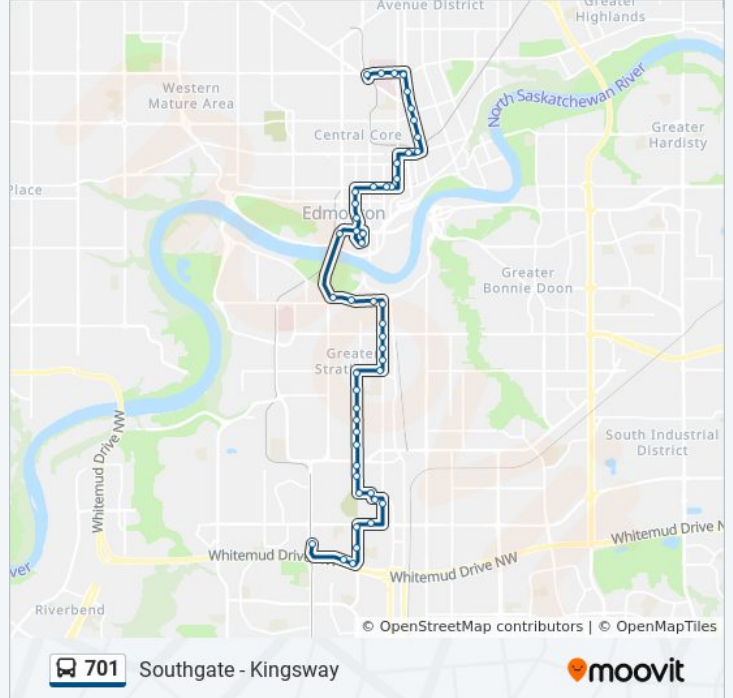 Avenue District
Greater
Highlands
Western
Mature Area
North Saskatchewan River
Central Core
Greater
Hardisty
Place
Edmonton
Greater
Bonnie Doon
Greater
Strat
South Industrial
District
Whitemud Drive NW
Whitemud Drive N
Whitemud Driv
Whitemud Drive NW
ver
Riverbend
© OpenStreetMap contributors | © OpenMapTiles
701 Southgate - Kingsway
moovit